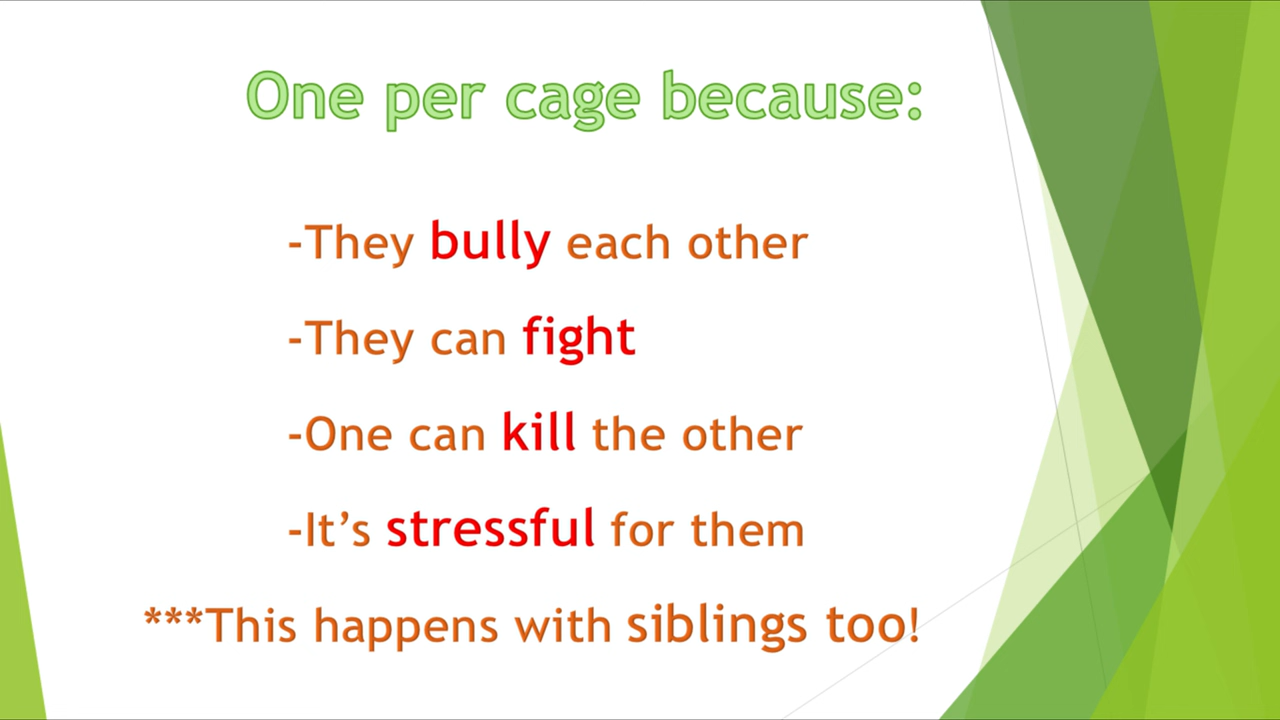 One per cage because:
-They bully each other
-They can fight
-One can kill the other
-It’s stressful for them
***This happens with siblings too!